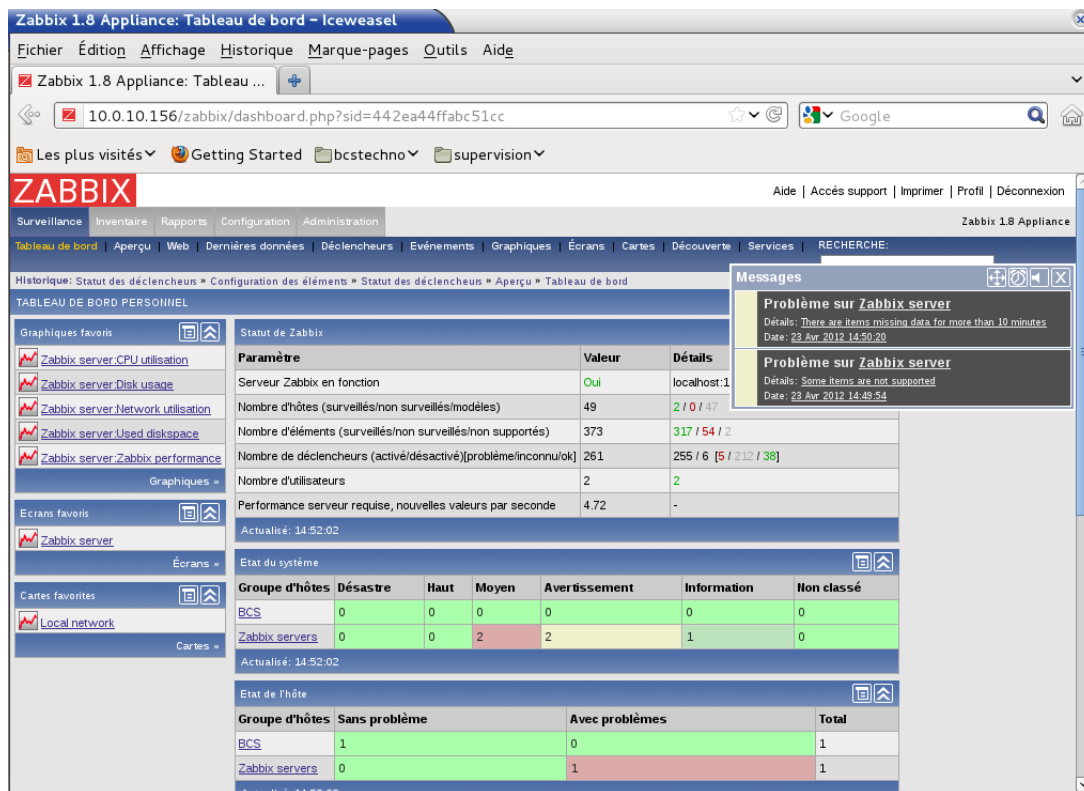 Zabbix 1.8 Appliance: Tableau de bord - Iceweasel
Fichier Édition Affichage Historique Marque-pages Outils Aide
Zabbix 1.8 Appliance: Tableau ...
10.0.10.156/zabbix/dashboard.php?sid=442ea44ffabc51cc Google
Les plus visités Getting Started bcstechno supervision
ZABBIX
Aide | Accès support | Imprimer | Profil | Déconnexion
Surveillance Inventaire Rapports Configuration Administration Zabbix 1.8 Appliance
Tableau de bord | Aperçu | Web | Dernières données | Déclencheurs | Evénements | Graphiques | Écrans | Cartes | Découverte | Services | RECHERCHE:
Historique: Statut des déclencheurs » Configuration des éléments » Statut des déclencheurs » Aperçu » Tableau de bord
TABLEAU DE BORD PERSONNEL
Messages
Problème sur Zabbix server
Détails: There are items missing data for more than 10 minutes
Date: 23 Avr 2012 14:50:20
Problème sur Zabbix server
Détails: Some items are not supported
Date: 23 Avr 2012 14:49:54
Graphiques favoris
Zabbix server:CPU utilisation
Zabbix server:Disk usage
Zabbix server:Network utilisation
Zabbix server:Used diskspace
Zabbix server:Zabbix performance
Graphiques »
Ecrans favoris
Zabbix server
Écrans »
Cartes favorites
Local network
Cartes »
Statut de Zabbix
Paramètre Valeur Détails
Serveur Zabbix en fonction Oui localhost:1
Nombre d'hôtes (surveillés/non surveillés/modèles) 49 2 / 0 / 47
Nombre d'éléments (surveillés/non surveillés/non supportés) 373 317 / 54 / 2
Nombre de déclencheurs (activé/désactivé)[problème/inconnu/ok] 261 255 / 6 [5 / 212 / 38]
Nombre d'utilisateurs 2 2
Performance serveur requise, nouvelles valeurs par seconde 4.72 -
Actualisé: 14:52:02
Etat du système
Groupe d'hôtes Désastre Haut Moyen Avertissement Information Non classé
BCS 0 0 0 0 0 0
Zabbix servers 0 0 2 2 1 0
Actualisé: 14:52:02
Etat de l'hôte
Groupe d'hôtes Sans problème Avec problèmes Total
BCS 1 0 1
Zabbix servers 0 1 1